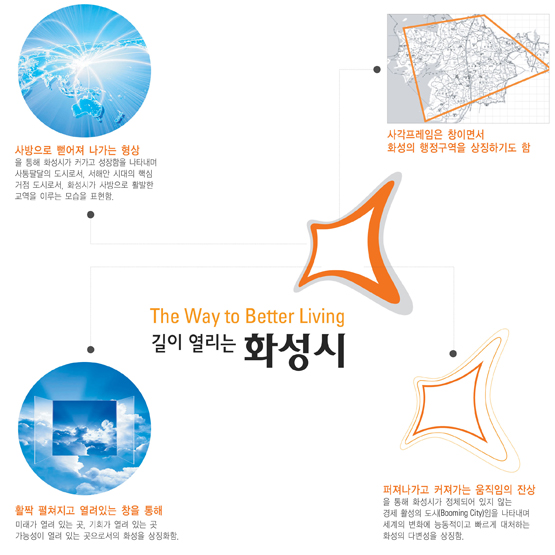 사방으로 뻗어져 나가는 형상
을 통해 화성시가 커가고 성장함을 나타내며
사통팔달의 도시로서, 서해안 시대의 핵심
거점 도시로서, 화성시가 사방으로 활발한
교역을 이루는 모습을 표현함.
사각프레임은 창이면서
화성의 행정구역을 상징하기도 함
The Way to Better Living
길이 열리는 화성시
활짝 펼쳐지고 열려있는 창을 통해
미래가 열려 있는 곳, 기회가 열려 있는 곳
가능성이 열려 있는 곳으로서의 화성을 상징화함.
퍼져나가고 커져가는 움직임의 잔상
을 통해 화성시가 정체되어 있지 않는
경제 활성의 도시(Booming City)임을 나타내며
세계의 변화에 능동적이고 빠르게 대처하는
화성의 다변성을 상징함.